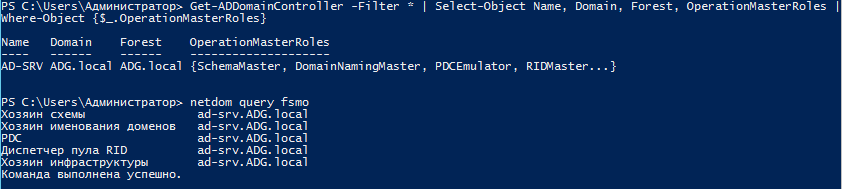 PS C:\Users\Администратор> Get-ADDomainController -Filter * | Select-Object Name, Domain, Forest, OperationMasterRoles |
Where-Object {$_.OperationMasterRoles}
Name Domain Forest OperationMasterRoles
---- ------ ------ --------------------
AD-SRV ADG.local ADG.local {SchemaMaster, DomainNamingMaster, PDCEmulator, RIDMaster...}
PS C:\Users\Администратор> netdom query fsmo
Хозяин схемы ad-srv.ADG.local
Хозяин именования доменов ad-srv.ADG.local
PDC ad-srv.ADG.local
Диспетчер пула RID ad-srv.ADG.local
Хозяин инфраструктуры ad-srv.ADG.local
Команда выполнена успешно.